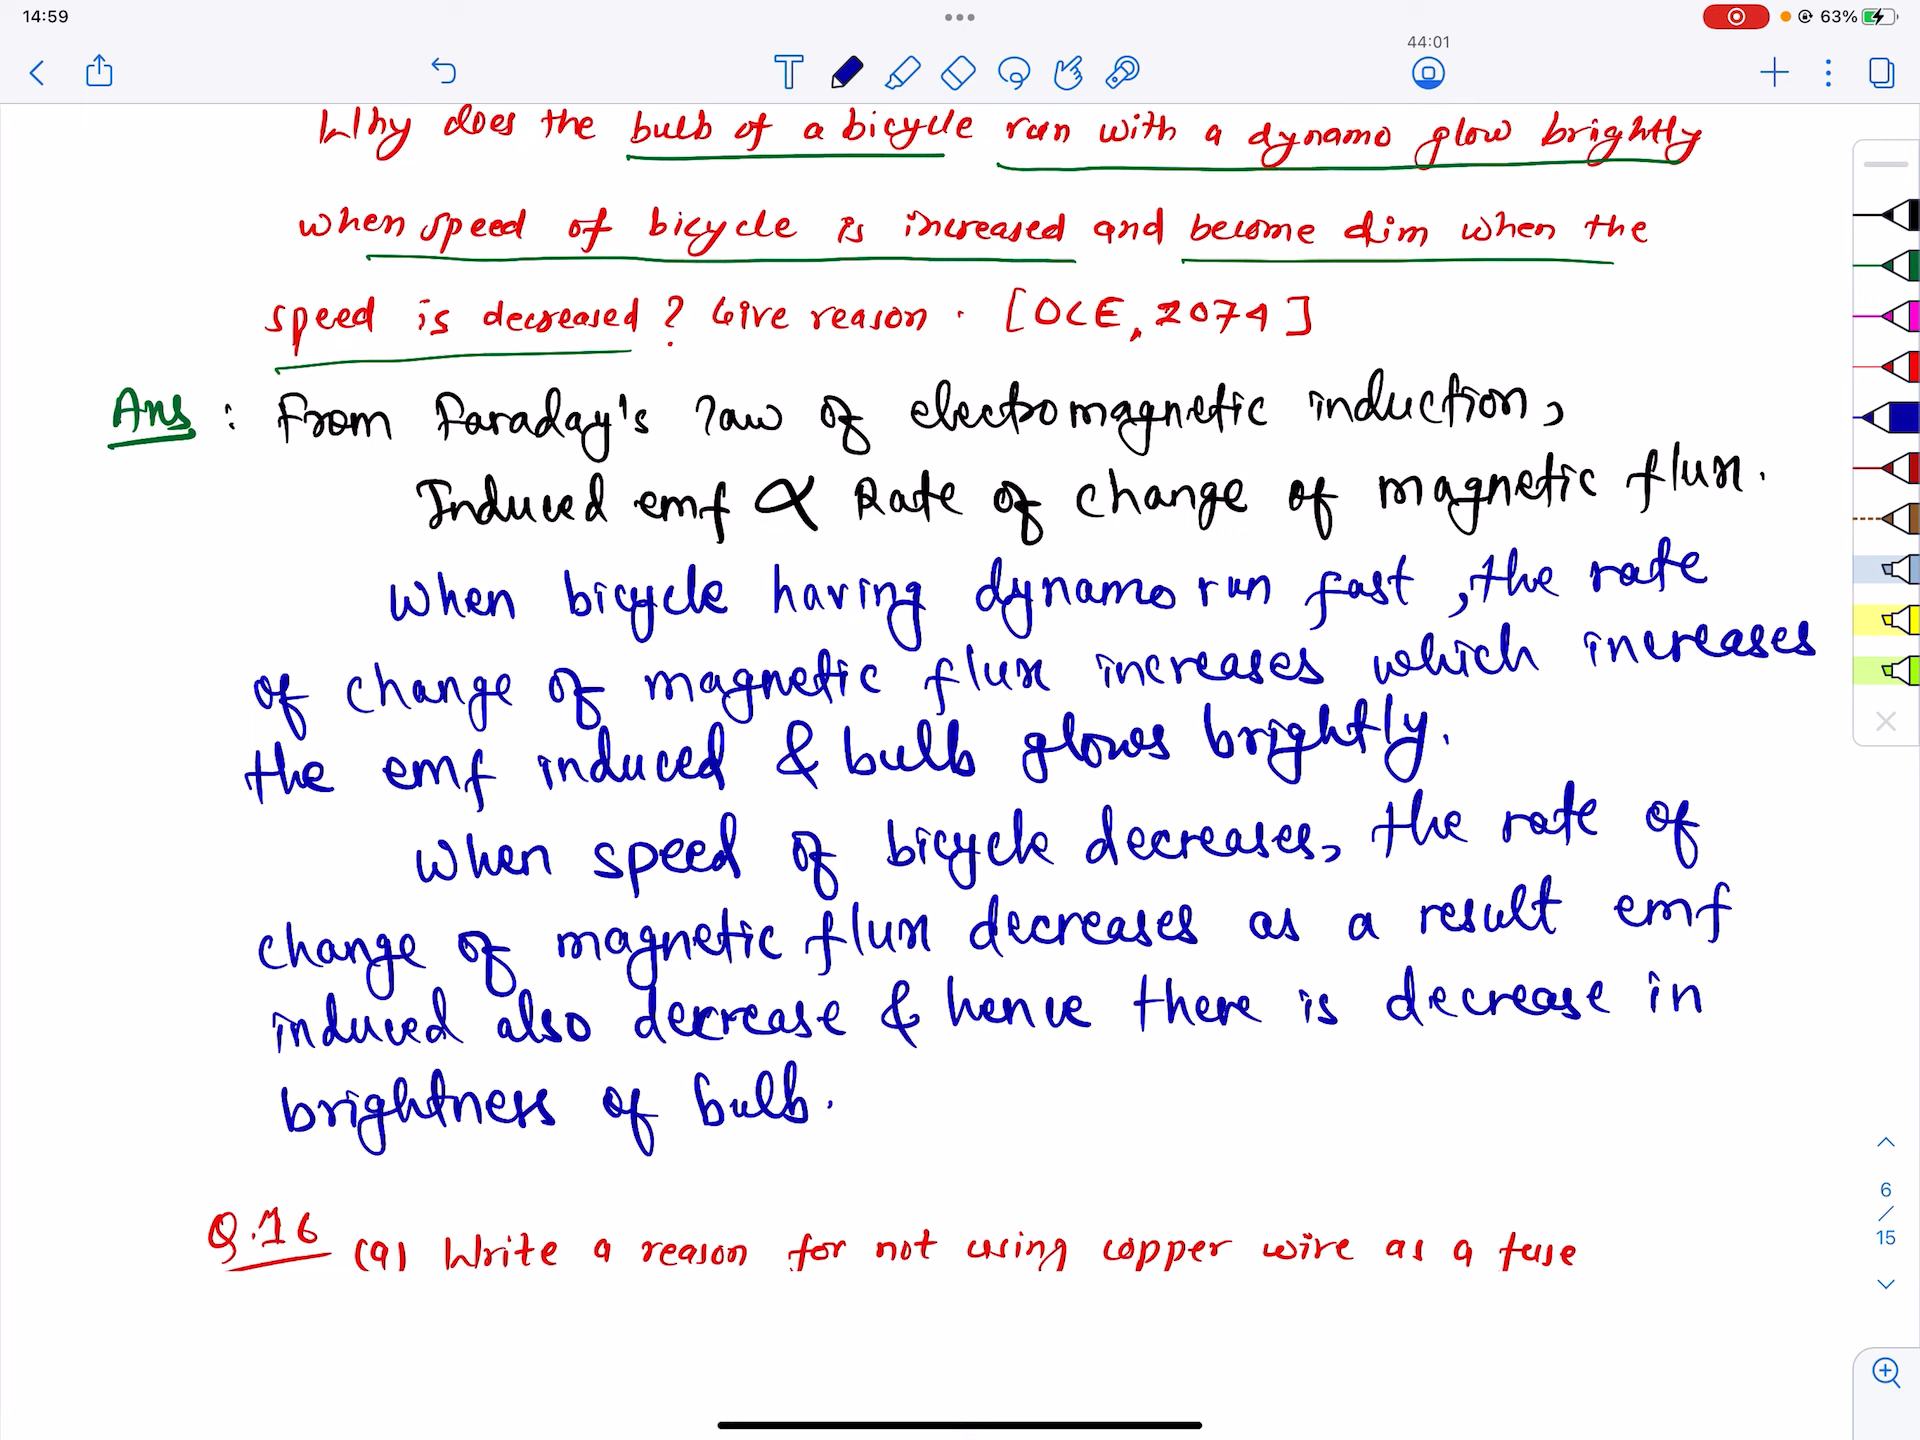 14:59
63%
44:01
Why does the bulb of a bicycle run with a dynamo glow brightly
when speed of bicycle is increased and become dim when the
speed is decreased? Give reason. [OLE, 2074]
Ans : From Faraday's law of electromagnetic induction,
Induced emf ∝ Rate of change of magnetic flux.
When bicycle having dynamo run fast, the rate
of change of magnetic flux increases which increases
the emf induced & bulb glows brightly.
When speed of bicycle decreases, the rate of
change of magnetic flux decreases as a result emf
induced also decrease & hence there is decrease in
brightness of bulb.
Q.16 (a) Write a reason for not using copper wire as a fuse
6
/
15